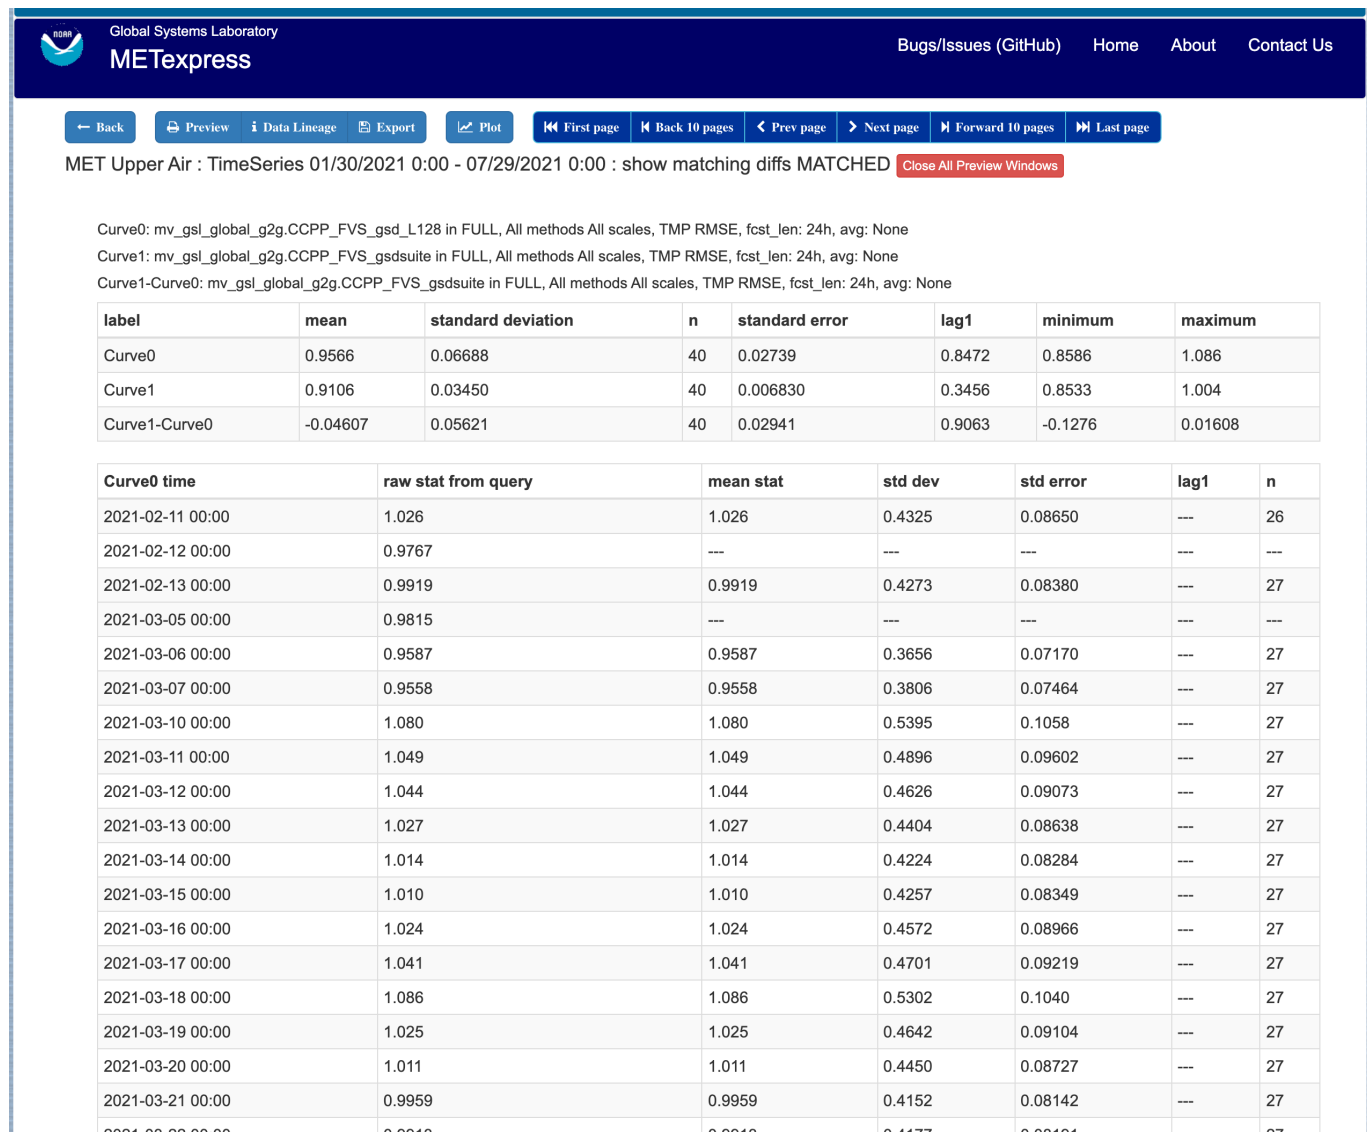 NOAA
Global Systems Laboratory
METexpress
Bugs/Issues (GitHub) Home About Contact Us
Back Preview Data Lineage Export Plot First page Back 10 pages Prev page Next page Forward 10 pages Last page
MET Upper Air : TimeSeries 01/30/2021 0:00 - 07/29/2021 0:00 : show matching diffs MATCHED Close All Preview Windows
Curve0: mv_gsl_global_g2g.CCPP_FVS_gsd_L128 in FULL, All methods All scales, TMP RMSE, fcst_len: 24h, avg: None
Curve1: mv_gsl_global_g2g.CCPP_FVS_gsdsuite in FULL, All methods All scales, TMP RMSE, fcst_len: 24h, avg: None
Curve1-Curve0: mv_gsl_global_g2g.CCPP_FVS_gsdsuite in FULL, All methods All scales, TMP RMSE, fcst_len: 24h, avg: None
label mean standard deviation n standard error lag1 minimum maximum
Curve0 0.9566 0.06688 40 0.02739 0.8472 0.8586 1.086
Curve1 0.9106 0.03450 40 0.006830 0.3456 0.8533 1.004
Curve1-Curve0 -0.04607 0.05621 40 0.02941 0.9063 -0.1276 0.01608
Curve0 time raw stat from query mean stat std dev std error lag1 n
2021-02-11 00:00 1.026 1.026 0.4325 0.08650 --- 26
2021-02-12 00:00 0.9767 --- --- --- --- ---
2021-02-13 00:00 0.9919 0.9919 0.4273 0.08380 --- 27
2021-03-05 00:00 0.9815 --- --- --- --- ---
2021-03-06 00:00 0.9587 0.9587 0.3656 0.07170 --- 27
2021-03-07 00:00 0.9558 0.9558 0.3806 0.07464 --- 27
2021-03-10 00:00 1.080 1.080 0.5395 0.1058 --- 27
2021-03-11 00:00 1.049 1.049 0.4896 0.09602 --- 27
2021-03-12 00:00 1.044 1.044 0.4626 0.09073 --- 27
2021-03-13 00:00 1.027 1.027 0.4404 0.08638 --- 27
2021-03-14 00:00 1.014 1.014 0.4224 0.08284 --- 27
2021-03-15 00:00 1.010 1.010 0.4257 0.08349 --- 27
2021-03-16 00:00 1.024 1.024 0.4572 0.08966 --- 27
2021-03-17 00:00 1.041 1.041 0.4701 0.09219 --- 27
2021-03-18 00:00 1.086 1.086 0.5302 0.1040 --- 27
2021-03-19 00:00 1.025 1.025 0.4642 0.09104 --- 27
2021-03-20 00:00 1.011 1.011 0.4450 0.08727 --- 27
2021-03-21 00:00 0.9959 0.9959 0.4152 0.08142 --- 27